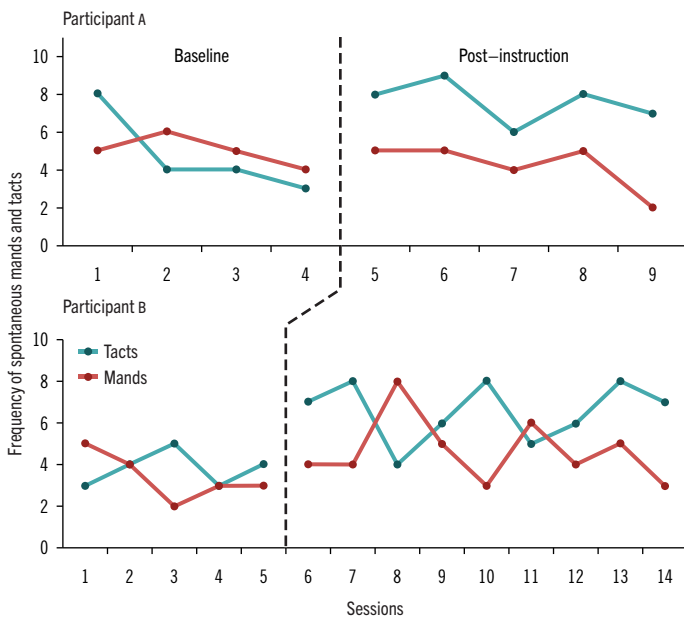 Participant A
Baseline
Post–instruction
10
8
6
4
2
0
1 2 3 4 5 6 7 8 9
Frequency of spontaneous mands and tacts
Participant B
10
8
6
4
2
0
Tacts
Mands
1 2 3 4 5 6 7 8 9 10 11 12 13 14
Sessions